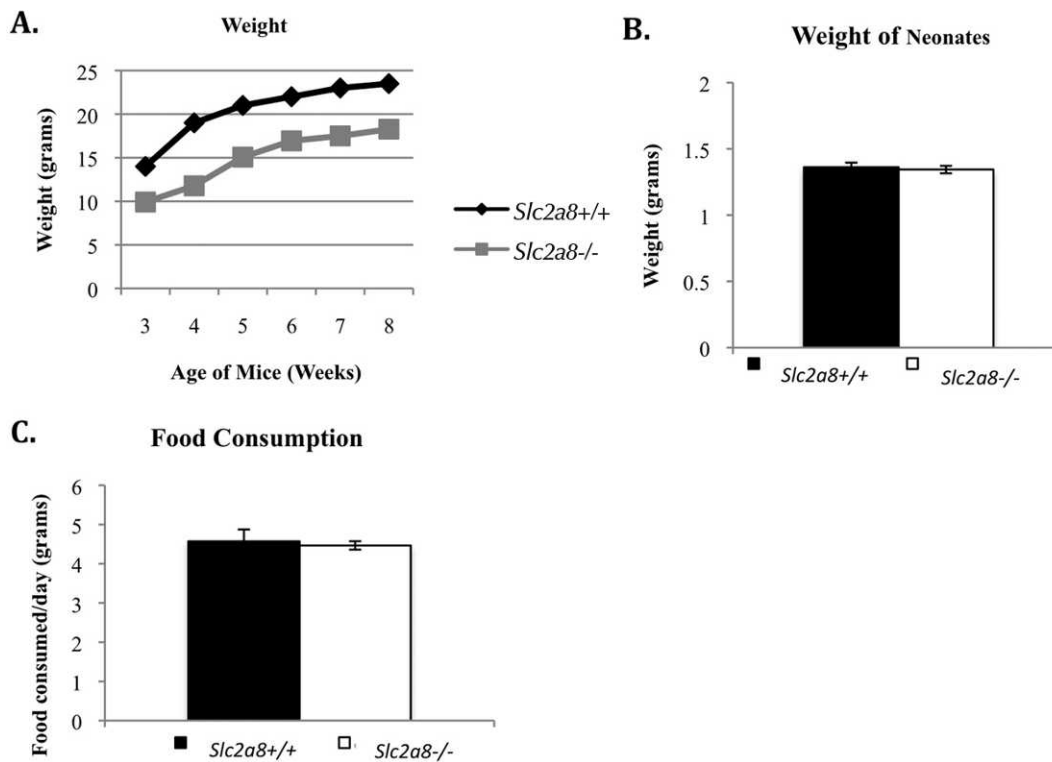 A.
Weight
Weight (grams)
25
20
15
10
5
0
3 4 5 6 7 8
Age of Mice (Weeks)
Slc2a8+/+
Slc2a8-/-
B.
Weight of Neonates
Weight (grams)
2
1.5
1
0.5
0
Slc2a8+/+ Slc2a8-/-
C.
Food Consumption
Food consumed/day (grams)
6
5
4
3
2
1
0
Slc2a8+/+ Slc2a8-/-